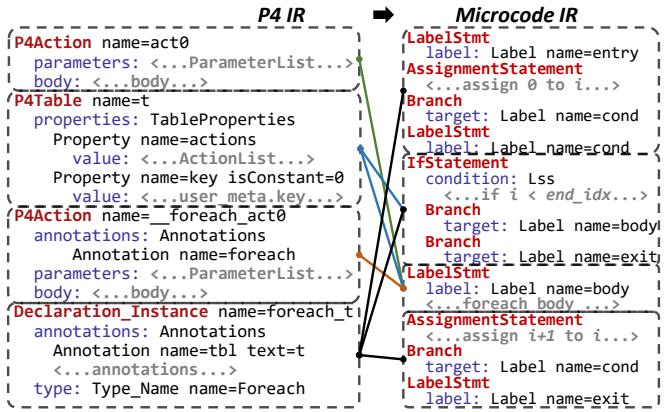 P4 IR
P4Action name=act0
parameters: <...ParameterList...>
body: <...body...>
P4Table name=t
properties: TableProperties
Property name=actions
value: <...ActionList...>
Property name=key isConstant=0
value: <...user_meta.key...>
P4Action name=__foreach_act0
annotations: Annotations
Annotation name=foreach
parameters: <...ParameterList...>
body: <...body...>
Declaration_Instance name=foreach_t
annotations: Annotations
Annotation name=tbl text=t
<...annotations...>
type: Type_Name name=Foreach
Microcode IR
LabelStmt
label: Label name=entry
AssignmentStatement
<...assign 0 to i...>
Branch
target: Label name=cond
LabelStmt
label: Label name=cond
IfStatement
condition: Lss
<...if i < end_idx...>
Branch
target: Label name=body
Branch
target: Label name=exit
LabelStmt
label: Label name=body
<...foreach_body ...>
AssignmentStatement
<...assign i+1 to i...>
Branch
target: Label name=cond
LabelStmt
label: Label name=exit